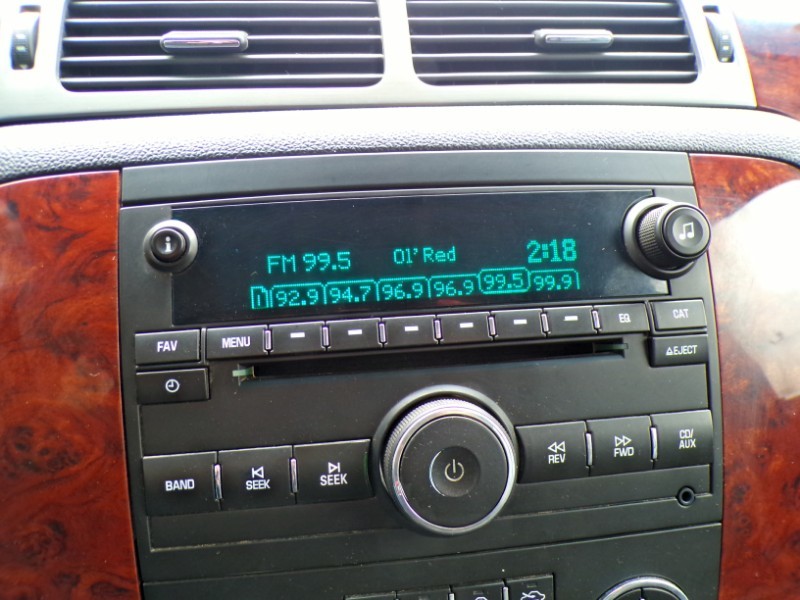 FM 99.5 Ol' Red 2:18
1 92.9 94.7 96.9 96.9 99.5 99.9
FAV MENU EQ CAT
EJECT
BAND SEEK SEEK REV FWD CD/AUX